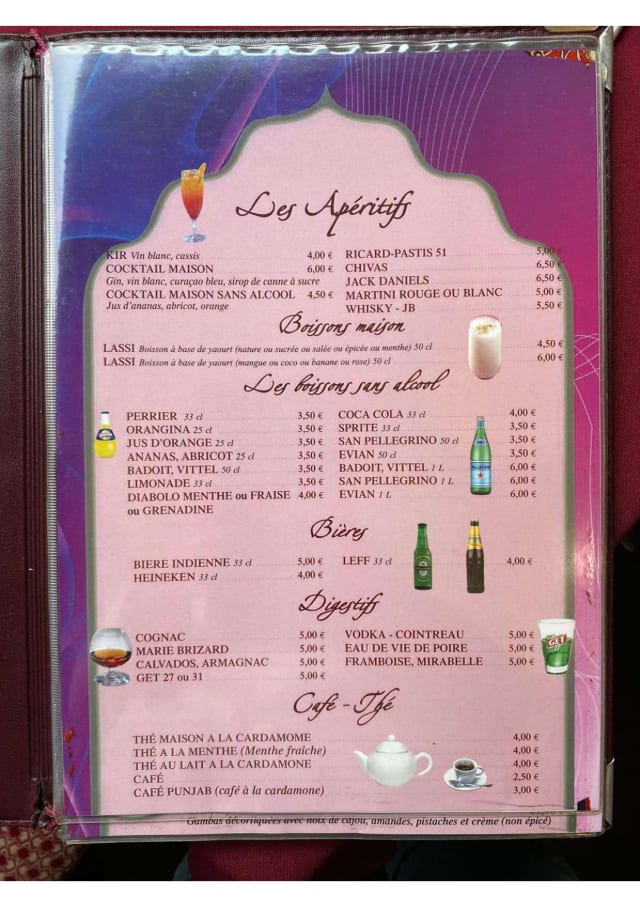 Les Apéritifs
KIR Vin blanc, cassis 4,00 €
COCKTAIL MAISON 6,00 €
Gin, vin blanc, curaçao bleu, sirop de canne à sucre
COCKTAIL MAISON SANS ALCOOL 4,50 €
Jus d'ananas, abricot, orange
RICARD-PASTIS 51 5,00 €
CHIVAS 6,50 €
JACK DANIELS 6,50 €
MARTINI ROUGE OU BLANC 5,00 €
WHISKY - JB 5,50 €
Boissons maison
LASSI Boisson à base de yaourt (nature ou sucrée ou salée ou épicée ou menthe) 50 cl 4,50 €
LASSI Boisson à base de yaourt (mangue ou coco ou banane ou rose) 50 cl 6,00 €
Les boissons sans alcool
PERRIER 33 cl 3,50 €
ORANGINA 25 cl 3,50 €
JUS D'ORANGE 25 cl 3,50 €
ANANAS, ABRICOT 25 cl 3,50 €
BADOIT, VITTEL 50 cl 3,50 €
LIMONADE 33 cl 3,50 €
DIABOLO MENTHE ou FRAISE 4,00 €
ou GRENADINE
COCA COLA 33 cl 4,00 €
SPRITE 33 cl 3,50 €
SAN PELLEGRINO 50 cl 3,50 €
EVIAN 50 cl 3,50 €
BADOIT, VITTEL 1 L 6,00 €
SAN PELLEGRINO 1 L 6,00 €
EVIAN 1 L 6,00 €
Bières
BIERE INDIENNE 33 cl 5,00 €
HEINEKEN 33 cl 4,00 €
LEFF 33 cl 4,00 €
Digestifs
COGNAC 5,00 €
MARIE BRIZARD 5,00 €
CALVADOS, ARMAGNAC 5,00 €
GET 27 ou 31 5,00 €
VODKA - COINTREAU 5,00 €
EAU DE VIE DE POIRE 5,00 €
FRAMBOISE, MIRABELLE 5,00 €
GET
Café - Thé
THÉ MAISON A LA CARDAMOME 4,00 €
THÉ A LA MENTHE (Menthe fraîche) 4,00 €
THÉ AU LAIT A LA CARDAMONE 4,00 €
CAFÉ 2,50 €
CAFÉ PUNJAB (café à la cardamone) 3,00 €
Gambas décortiquées avec noix de cajou, amandes, pistaches et crème (non épicé)